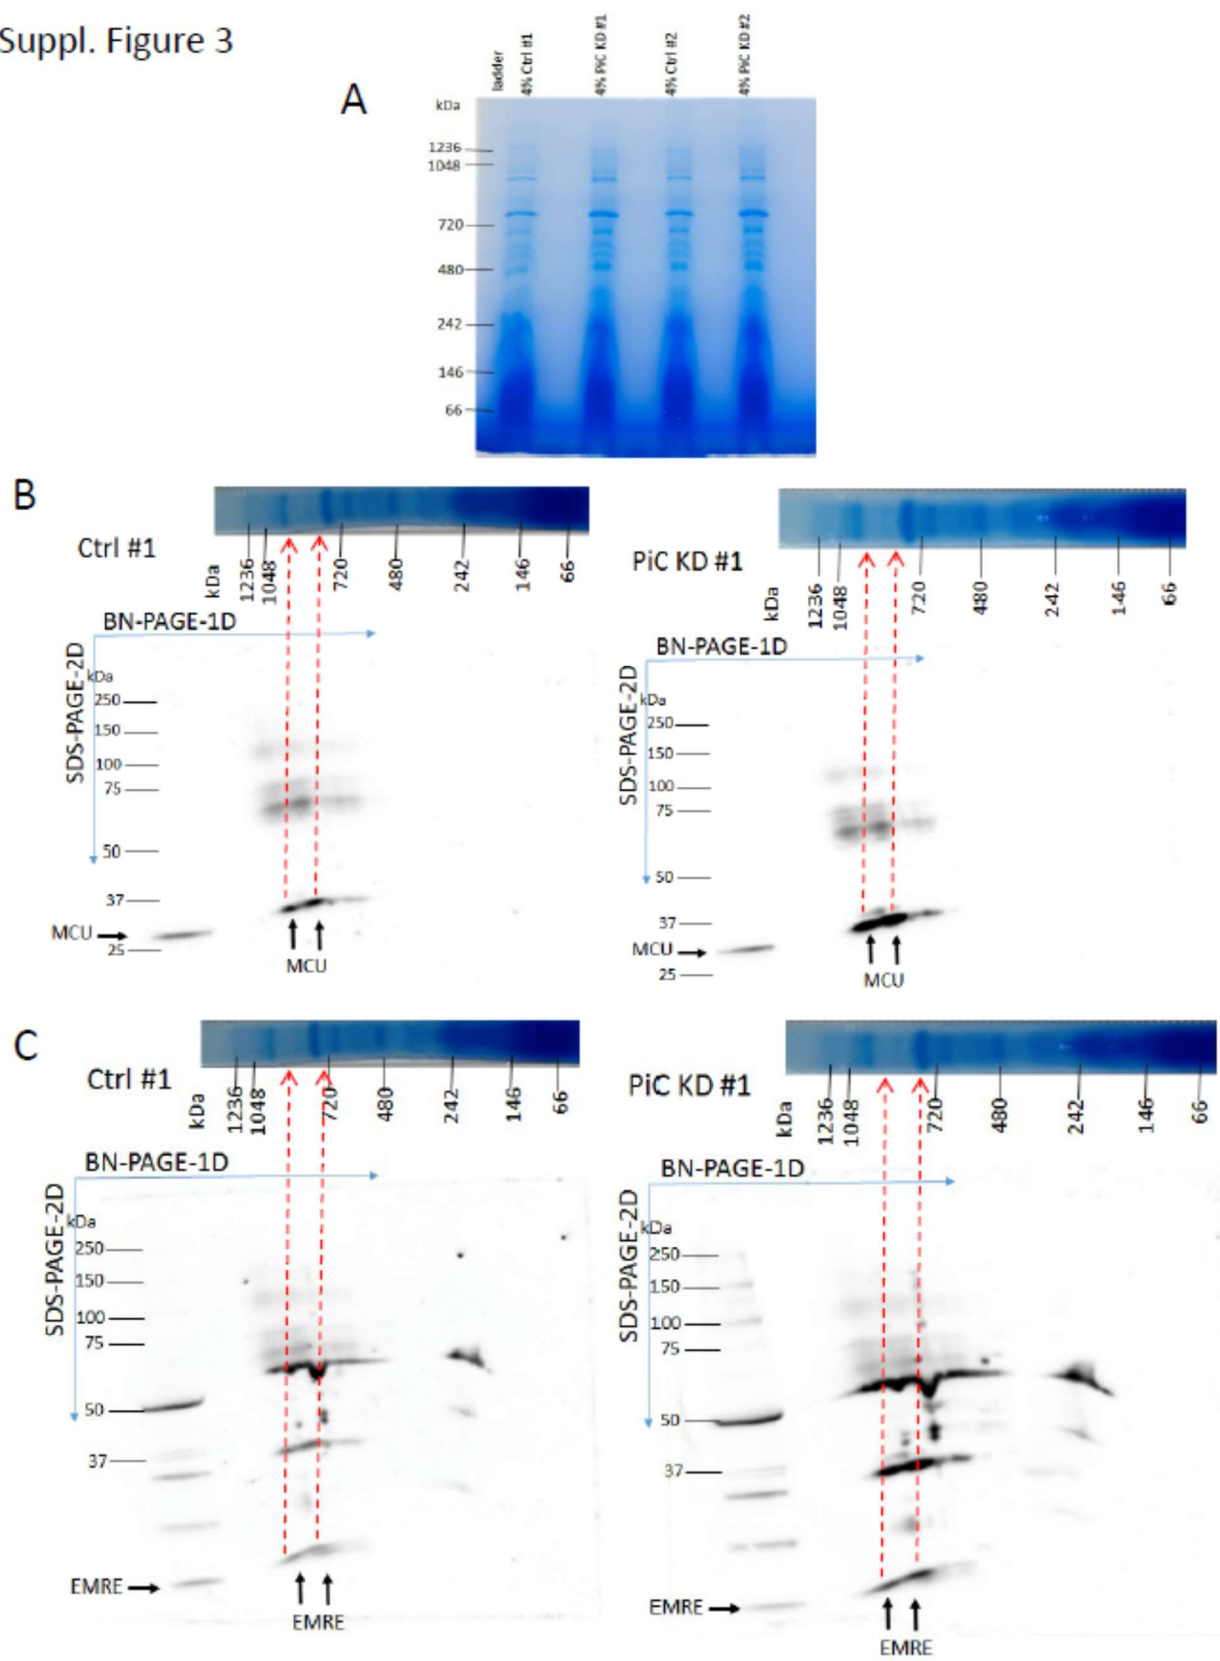 Suppl. Figure 3
A
kDa
ladder
4% Ctrl #1
4% PiC KD #1
4% Ctrl #2
4% PiC KD #2
1236
1048
720
480
242
146
66
B
Ctrl #1
kDa
1236
1048
720
480
242
146
66
BN-PAGE-1D
SDS-PAGE-2D
kDa
250
150
100
75
50
37
MCU
25
MCU
PiC KD #1
kDa
1236
1048
720
480
242
146
66
BN-PAGE-1D
SDS-PAGE-2D
kDa
250
150
100
75
50
37
MCU
25
MCU
C
Ctrl #1
kDa
1236
1048
720
480
242
146
66
BN-PAGE-1D
SDS-PAGE-2D
kDa
250
150
100
75
50
37
EMRE
EMRE
PiC KD #1
kDa
1236
1048
720
480
242
146
66
BN-PAGE-1D
SDS-PAGE-2D
kDa
250
150
100
75
50
37
EMRE
EMRE